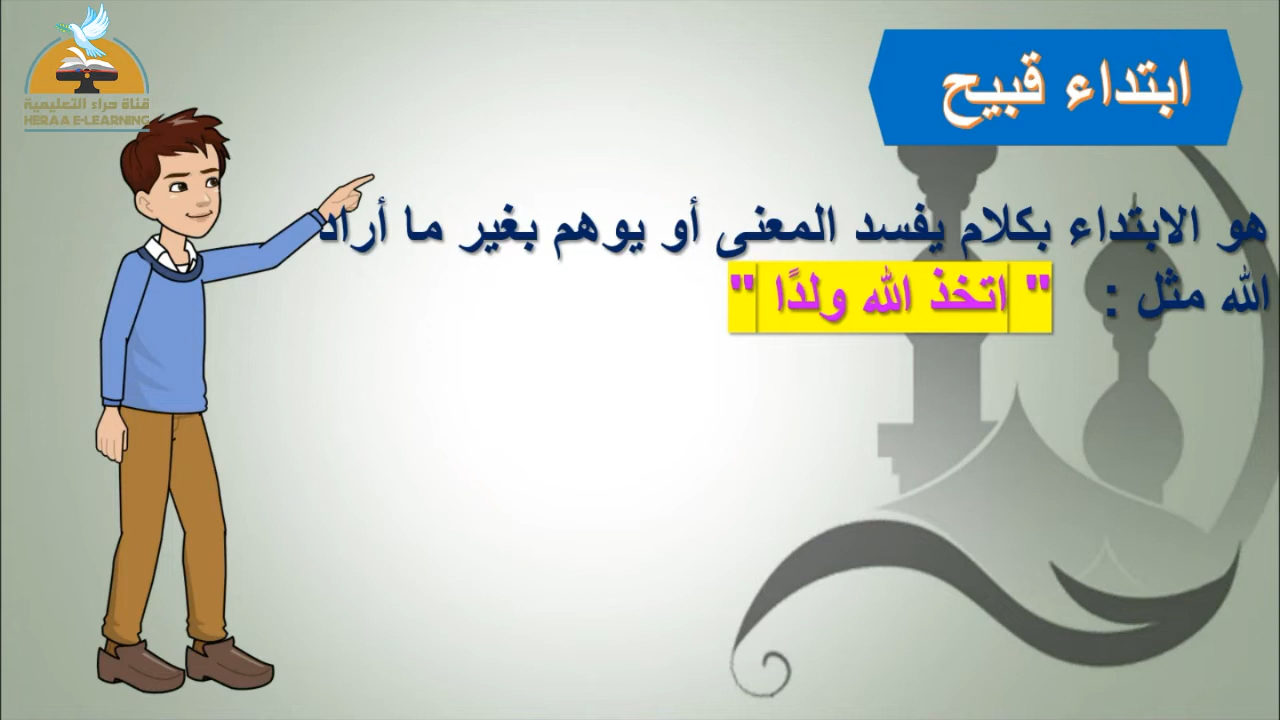 قناة حراء التعليمية
HERAA E-LEARNING
ابتداء قبيح
هو الابتداء بكلام يفسد المعنى أو يوهم بغير ما أراد
الله مثل : " اتخذ الله ولدًا "